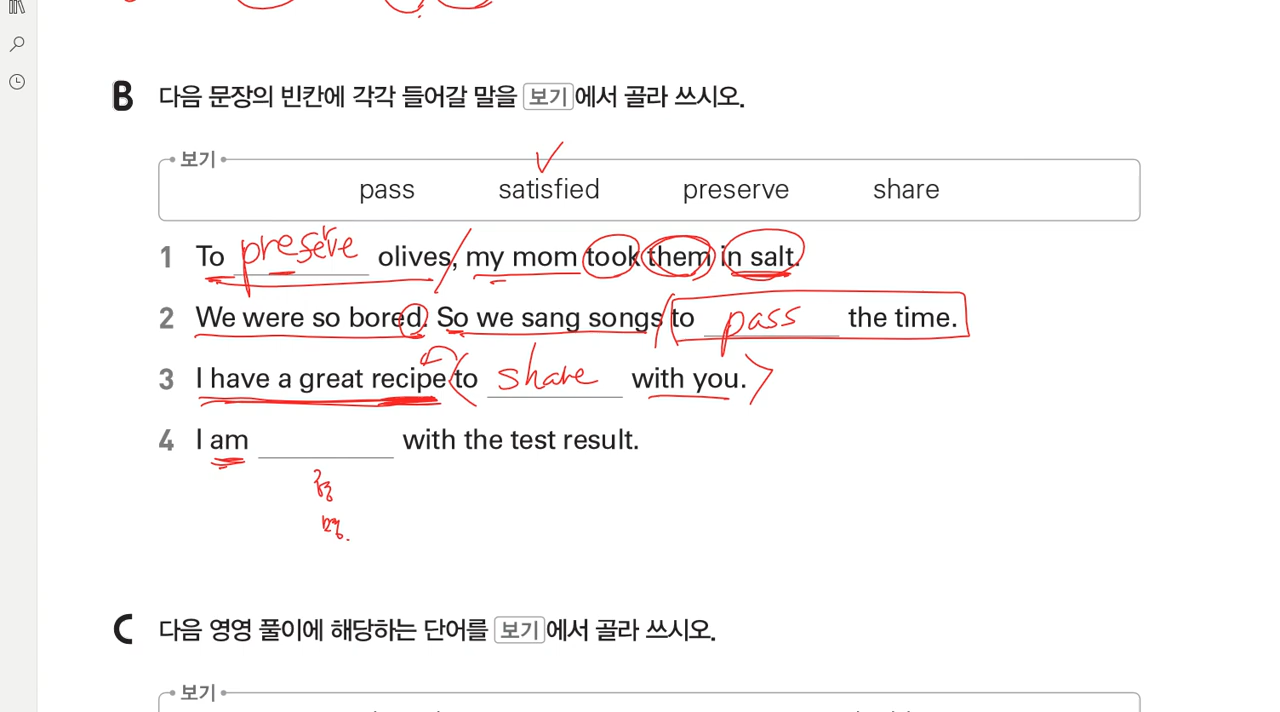 B 다음 문장의 빈칸에 각각 들어갈 말을 보기 에서 골라 쓰시오.
보기
pass satisfied preserve share
1 To preserve olives, my mom took them in salt.
2 We were so bored. So we sang songs to pass the time.
3 I have a great recipe to share with you.
4 I am with the test result.
C 다음 영영 풀이에 해당하는 단어를 보기 에서 골라 쓰시오.
보기